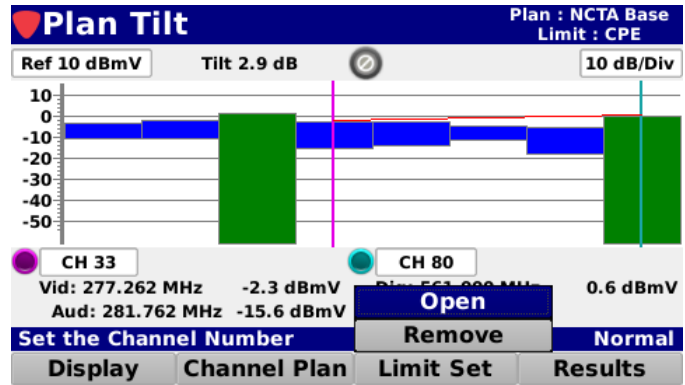 Plan Tilt
Plan : NCTA Base
Limit : CPE
Ref 10 dBmV
Tilt 2.9 dB
10 dB/Div
10
0
-10
-20
-30
-40
-50
CH 33
CH 80
Vid: 277.262 MHz -2.3 dBmV
0.6 dBmV
Aud: 281.762 MHz -15.6 dBmV
Open
Remove
Set the Channel Number
Normal
Display
Channel Plan
Limit Set
Results